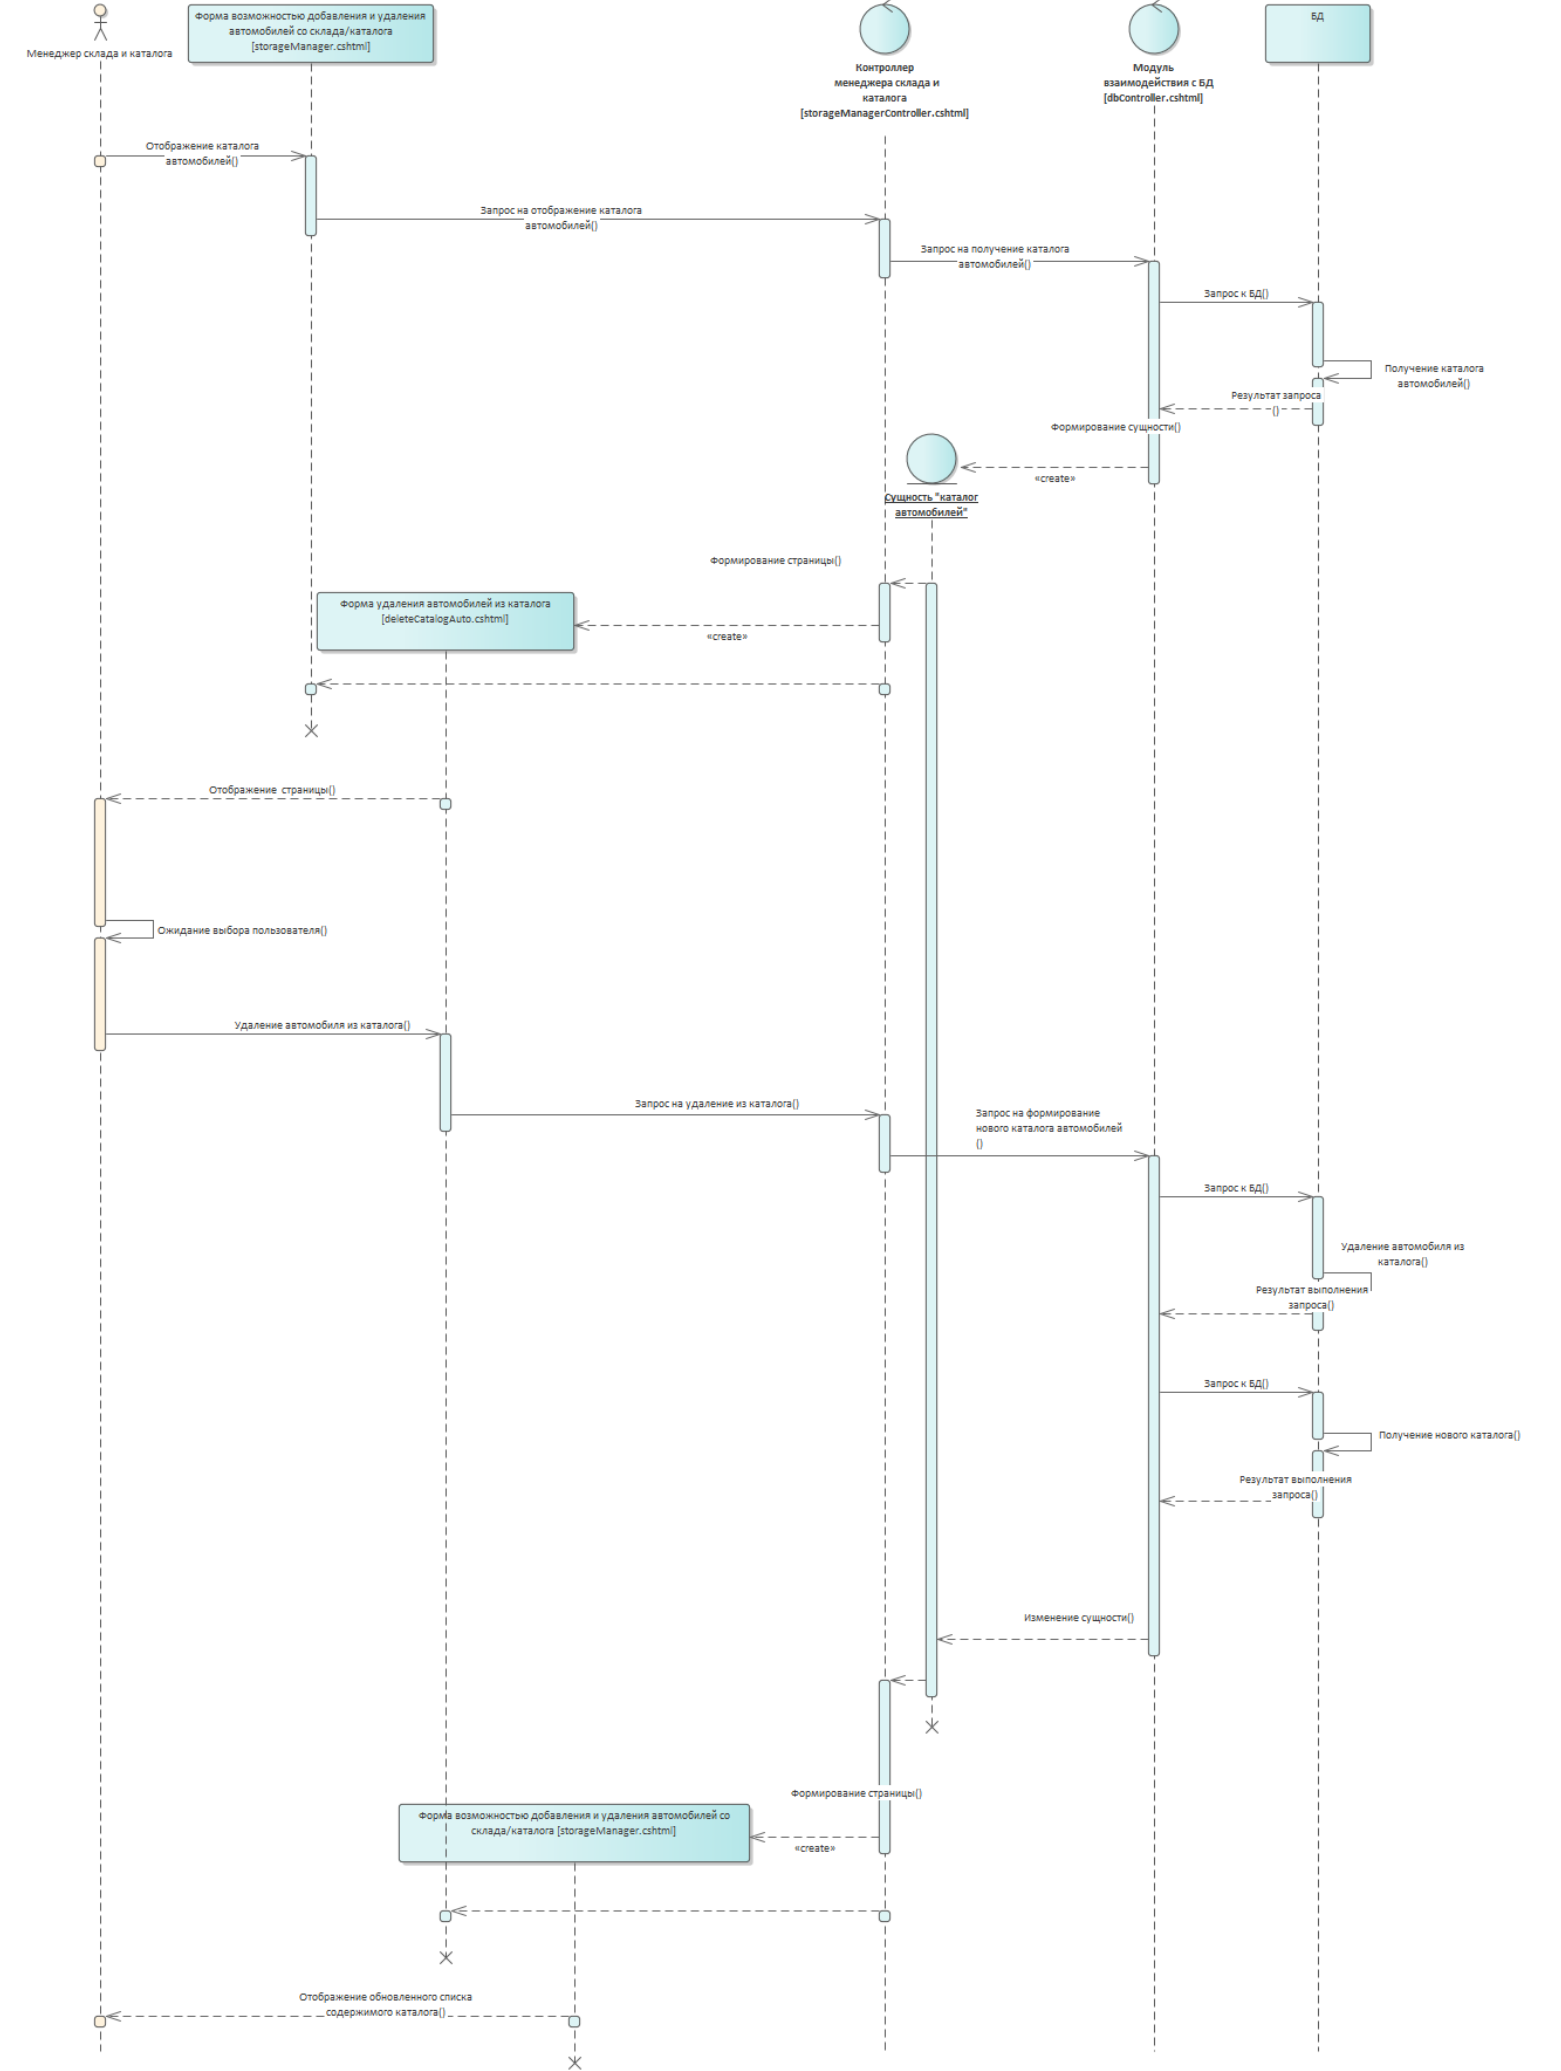 Форма возможностью добавления и удаления
автомобилей со склада/каталога
[storageManager.cshtml]
БД
Менеджер склада и каталога
Контроллер
менеджера склада и
каталога
[storageManagerController.cshtml]
Модуль
взаимодействия с БД
[dbController.cshtml]
Отображение каталога
автомобилей()
Запрос на отображение каталога
автомобилей()
Запрос на получение каталога
автомобилей()
Запрос к БД()
Получение каталога
автомобилей()
Результат запроса
()
Формирование сущности()
«create»
Сущность "каталог
автомобилей"
Формирование страницы()
Форма удаления автомобилей из каталога
[deleteCatalogAuto.cshtml]
«create»
Отображение страницы()
Ожидание выбора пользователя()
Удаление автомобиля из каталога()
Запрос на удаление из каталога()
Запрос на формирование
нового каталога автомобилей
()
Запрос к БД()
Удаление автомобиля из
каталога()
Результат выполнения
запроса()
Запрос к БД()
Получение нового каталога()
Результат выполнения
запроса()
Изменение сущности()
Формирование страницы()
Форма возможностью добавления и удаления автомобилей со
склада/каталога [storageManager.cshtml]
«create»
Отображение обновленного списка
содержимого каталога()